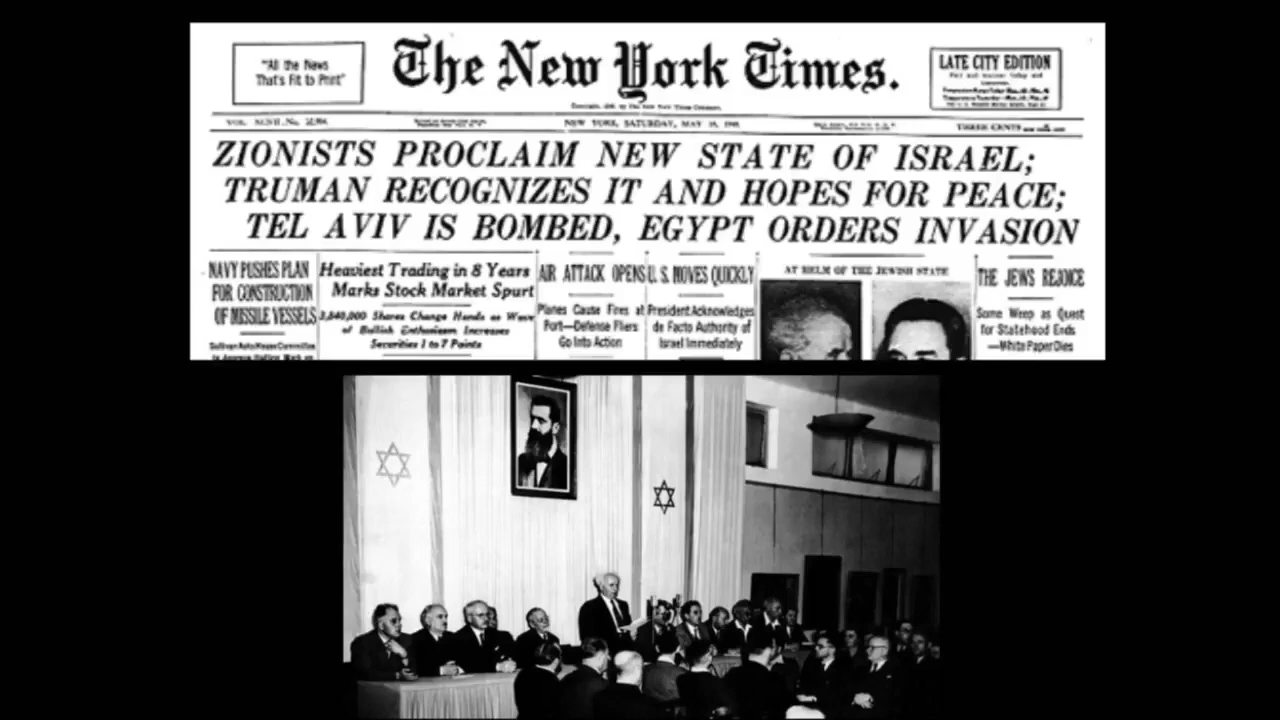 "All the News
That's Fit to Print"
The New York Times.
LATE CITY EDITION
NEW YORK, SATURDAY, MAY
THREE CENTS
ZIONISTS PROCLAIM NEW STATE OF ISRAEL;
TRUMAN RECOGNIZES IT AND HOPES FOR PEACE;
TEL AVIV IS BOMBED, EGYPT ORDERS INVASION
NAVY PUSHES PLAN
FOR CONSTRUCTION
OF MISSILE VESSELS
Heaviest Trading in 8 Years
Marks Stock Market Spurt
3,840,000 Shares Change Hands as Wave
of Bullish Enthusiasm Increases
Securities 1 to 7 Points
AIR ATTACK OPENS
Planes Cause Fires at
Port—Defense Fliers
Go Into Action
U. S. MOVES QUICKLY
President Acknowledges
de Facto Authority of
Israel Immediately
AT HELM OF THE JEWISH STATE
THE JEWS REJOICE
Some Weep as Quest
for Statehood Ends
—White Paper Dies